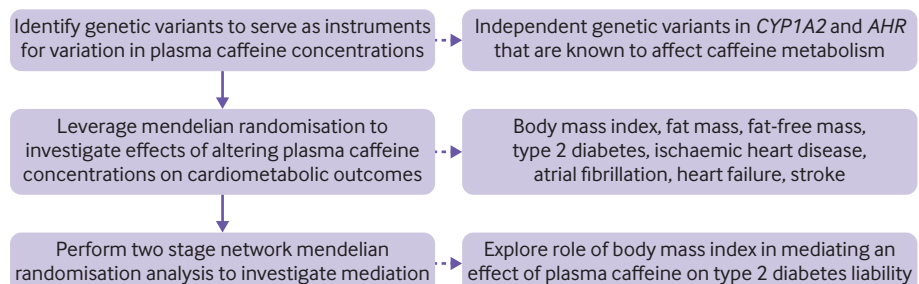 Identify genetic variants to serve as instruments
for variation in plasma caffeine concentrations
Independent genetic variants in CYP1A2 and AHR
that are known to affect caffeine metabolism
Leverage mendelian randomisation to
investigate effects of altering plasma caffeine
concentrations on cardiometabolic outcomes
Body mass index, fat mass, fat-free mass,
type 2 diabetes, ischaemic heart disease,
atrial fibrillation, heart failure, stroke
Perform two stage network mendelian
randomisation analysis to investigate mediation
Explore role of body mass index in mediating an
effect of plasma caffeine on type 2 diabetes liability